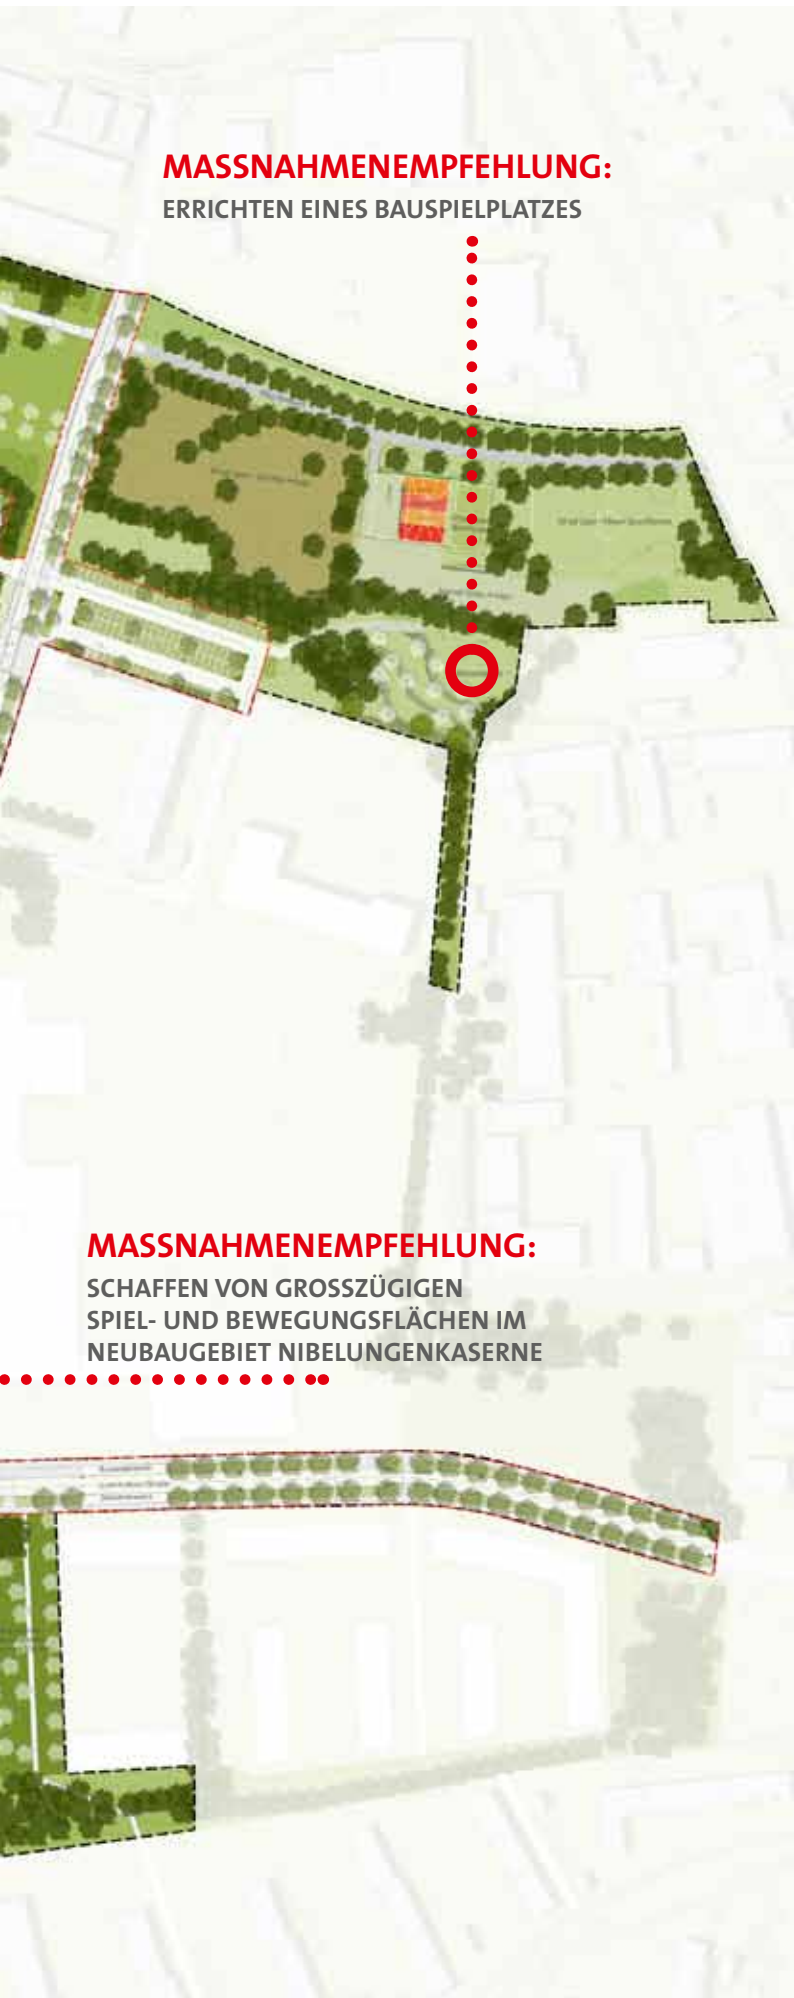 MASSNAHMENEMPFEHLUNG:
ERRICHTEN EINES BAUSPIELPLATZES
MASSNAHMENEMPFEHLUNG:
SCHAFFEN VON GROSSZÜGIGEN
SPIEL- UND BEWEGUNGSFLÄCHEN IM
NEUBAUGEBIET NIBELUNGENKASERNE